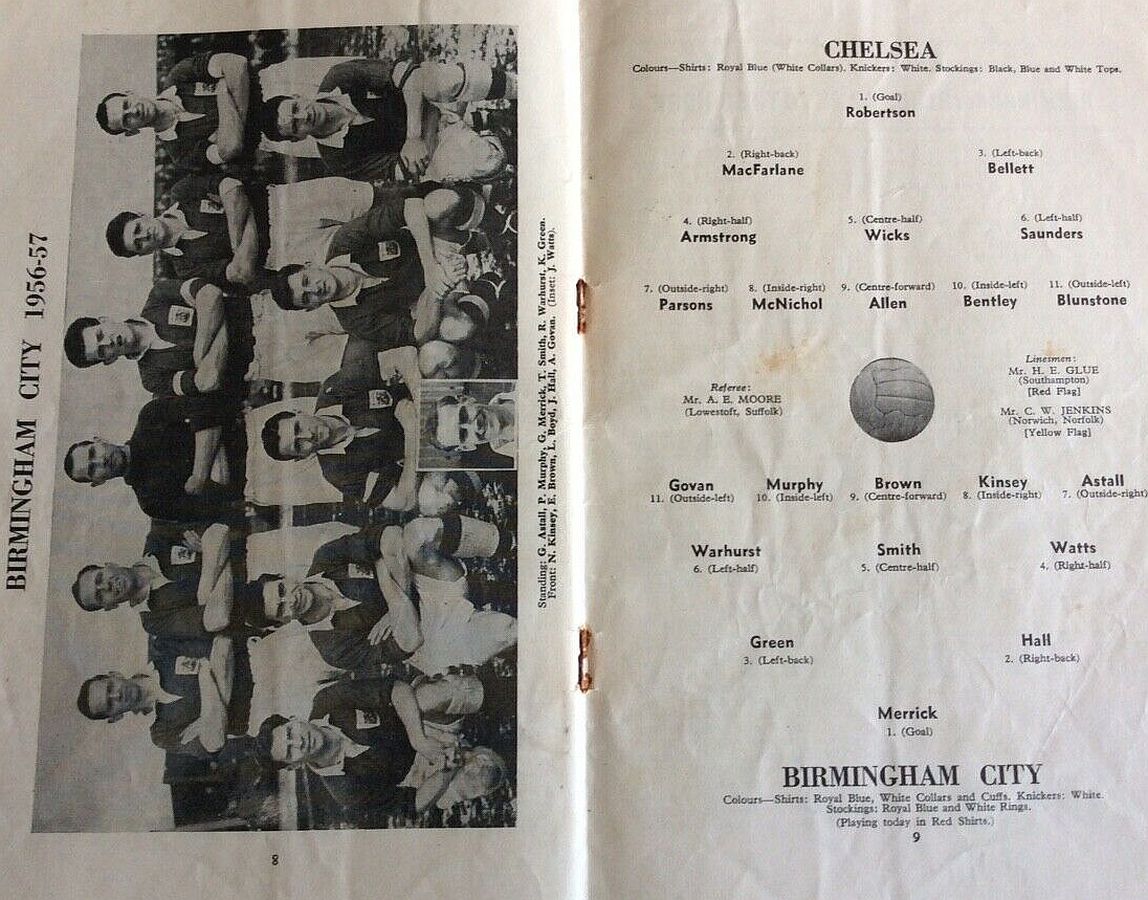 BIRMINGHAM CITY 1956-57
Standing: G. Astall, P. Murphy, G. Merrick, T. Smith, R. Warhurst, K. Green.
Front: N. Kinsey, E. Brown, L. Boyd, J. Hall, A. Govan. (Inset: J. Watts).
8
CHELSEA
Colours—Shirts: Royal Blue (White Collars). Knickers: White. Stockings: Black, Blue and White Tops.
1. (Goal)
Robertson
2. (Right-back) 3. (Left-back)
MacFarlane Bellett
4. (Right-half) 5. (Centre-half) 6. (Left-half)
Armstrong Wicks Saunders
7. (Outside-right) 8. (Inside-right) 9. (Centre-forward) 10. (Inside-left) 11. (Outside-left)
Parsons McNichol Allen Bentley Blunstone
Referee:
Mr. A. E. MOORE
(Lowestoft, Suffolk)
Linesmen:
Mr. H. E. GLUE
(Southampton)
[Red Flag]
Mr. C. W. JENKINS
(Norwich, Norfolk)
[Yellow Flag]
Govan Murphy Brown Kinsey Astall
11. (Outside-left) 10. (Inside-left) 9. (Centre-forward) 8. (Inside-right) 7. (Outside-right)
Warhurst Smith Watts
6. (Left-half) 5. (Centre-half) 4. (Right-half)
Green Hall
3. (Left-back) 2. (Right-back)
Merrick
1. (Goal)
BIRMINGHAM CITY
Colours—Shirts: Royal Blue, White Collars and Cuffs. Knickers: White.
Stockings: Royal Blue and White Rings.
(Playing today in Red Shirts.)
9